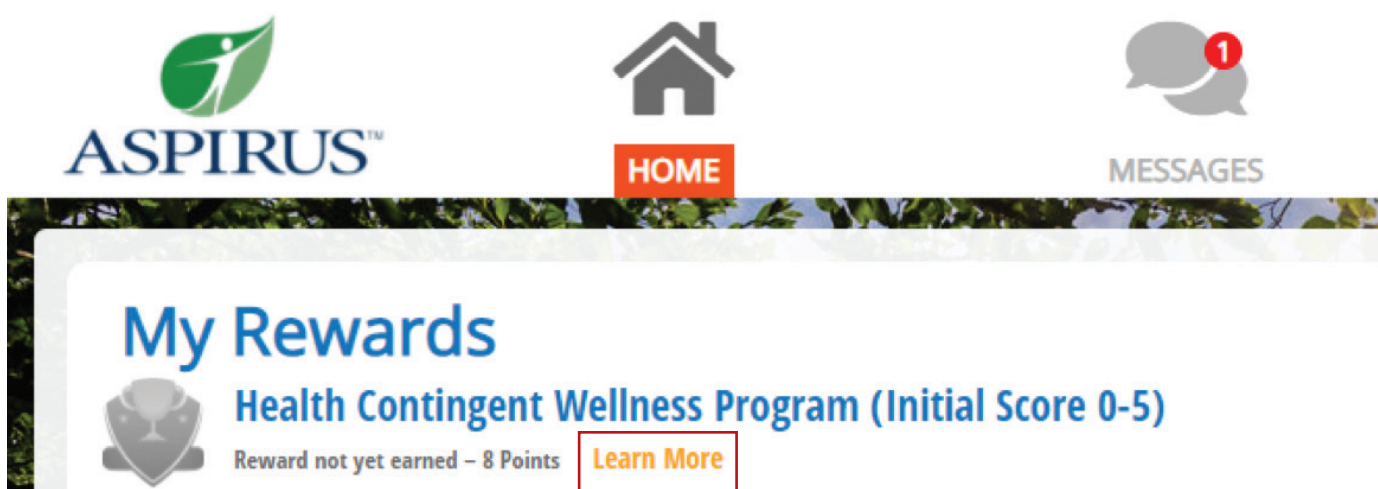 ASPIRUS™
HOME
1
MESSAGES
My Rewards
Health Contingent Wellness Program (Initial Score 0-5)
Reward not yet earned – 8 Points Learn More